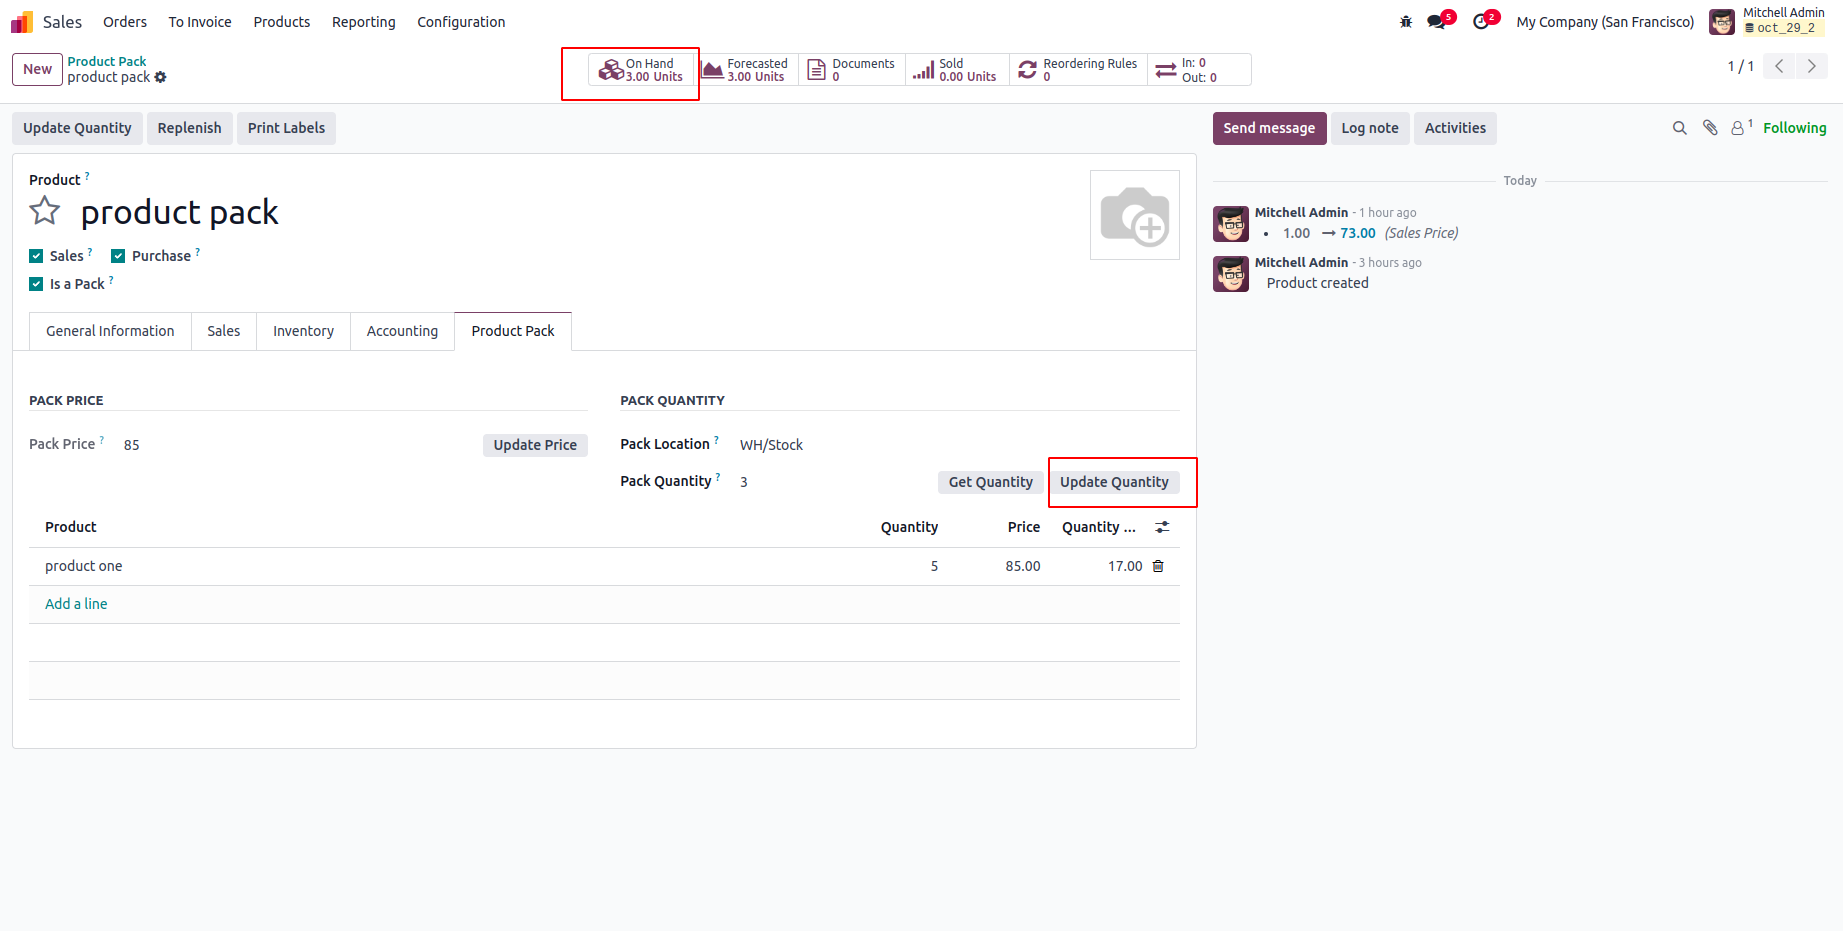 Sales Orders To Invoice Products Reporting Configuration 5 2 My Company (San Francisco) Mitchell Admin
oct_29_2
New Product Pack
product pack
On Hand
3.00 Units
Forecasted
3.00 Units
Documents
0
Sold
0.00 Units
Reordering Rules
0
In: 0
Out: 0
1 / 1
Update Quantity Replenish Print Labels
Send message Log note Activities 1 Following
Product ?
product pack
Sales ? Purchase ?
Is a Pack ?
General Information Sales Inventory Accounting Product Pack
PACK PRICE
Pack Price ? 85 Update Price
PACK QUANTITY
Pack Location ? WH/Stock
Pack Quantity ? 3 Get Quantity Update Quantity
Product Quantity Price Quantity ...
product one 5 85.00 17.00
Add a line
Today
Mitchell Admin - 1 hour ago
• 1.00 → 73.00 (Sales Price)
Mitchell Admin - 3 hours ago
Product created